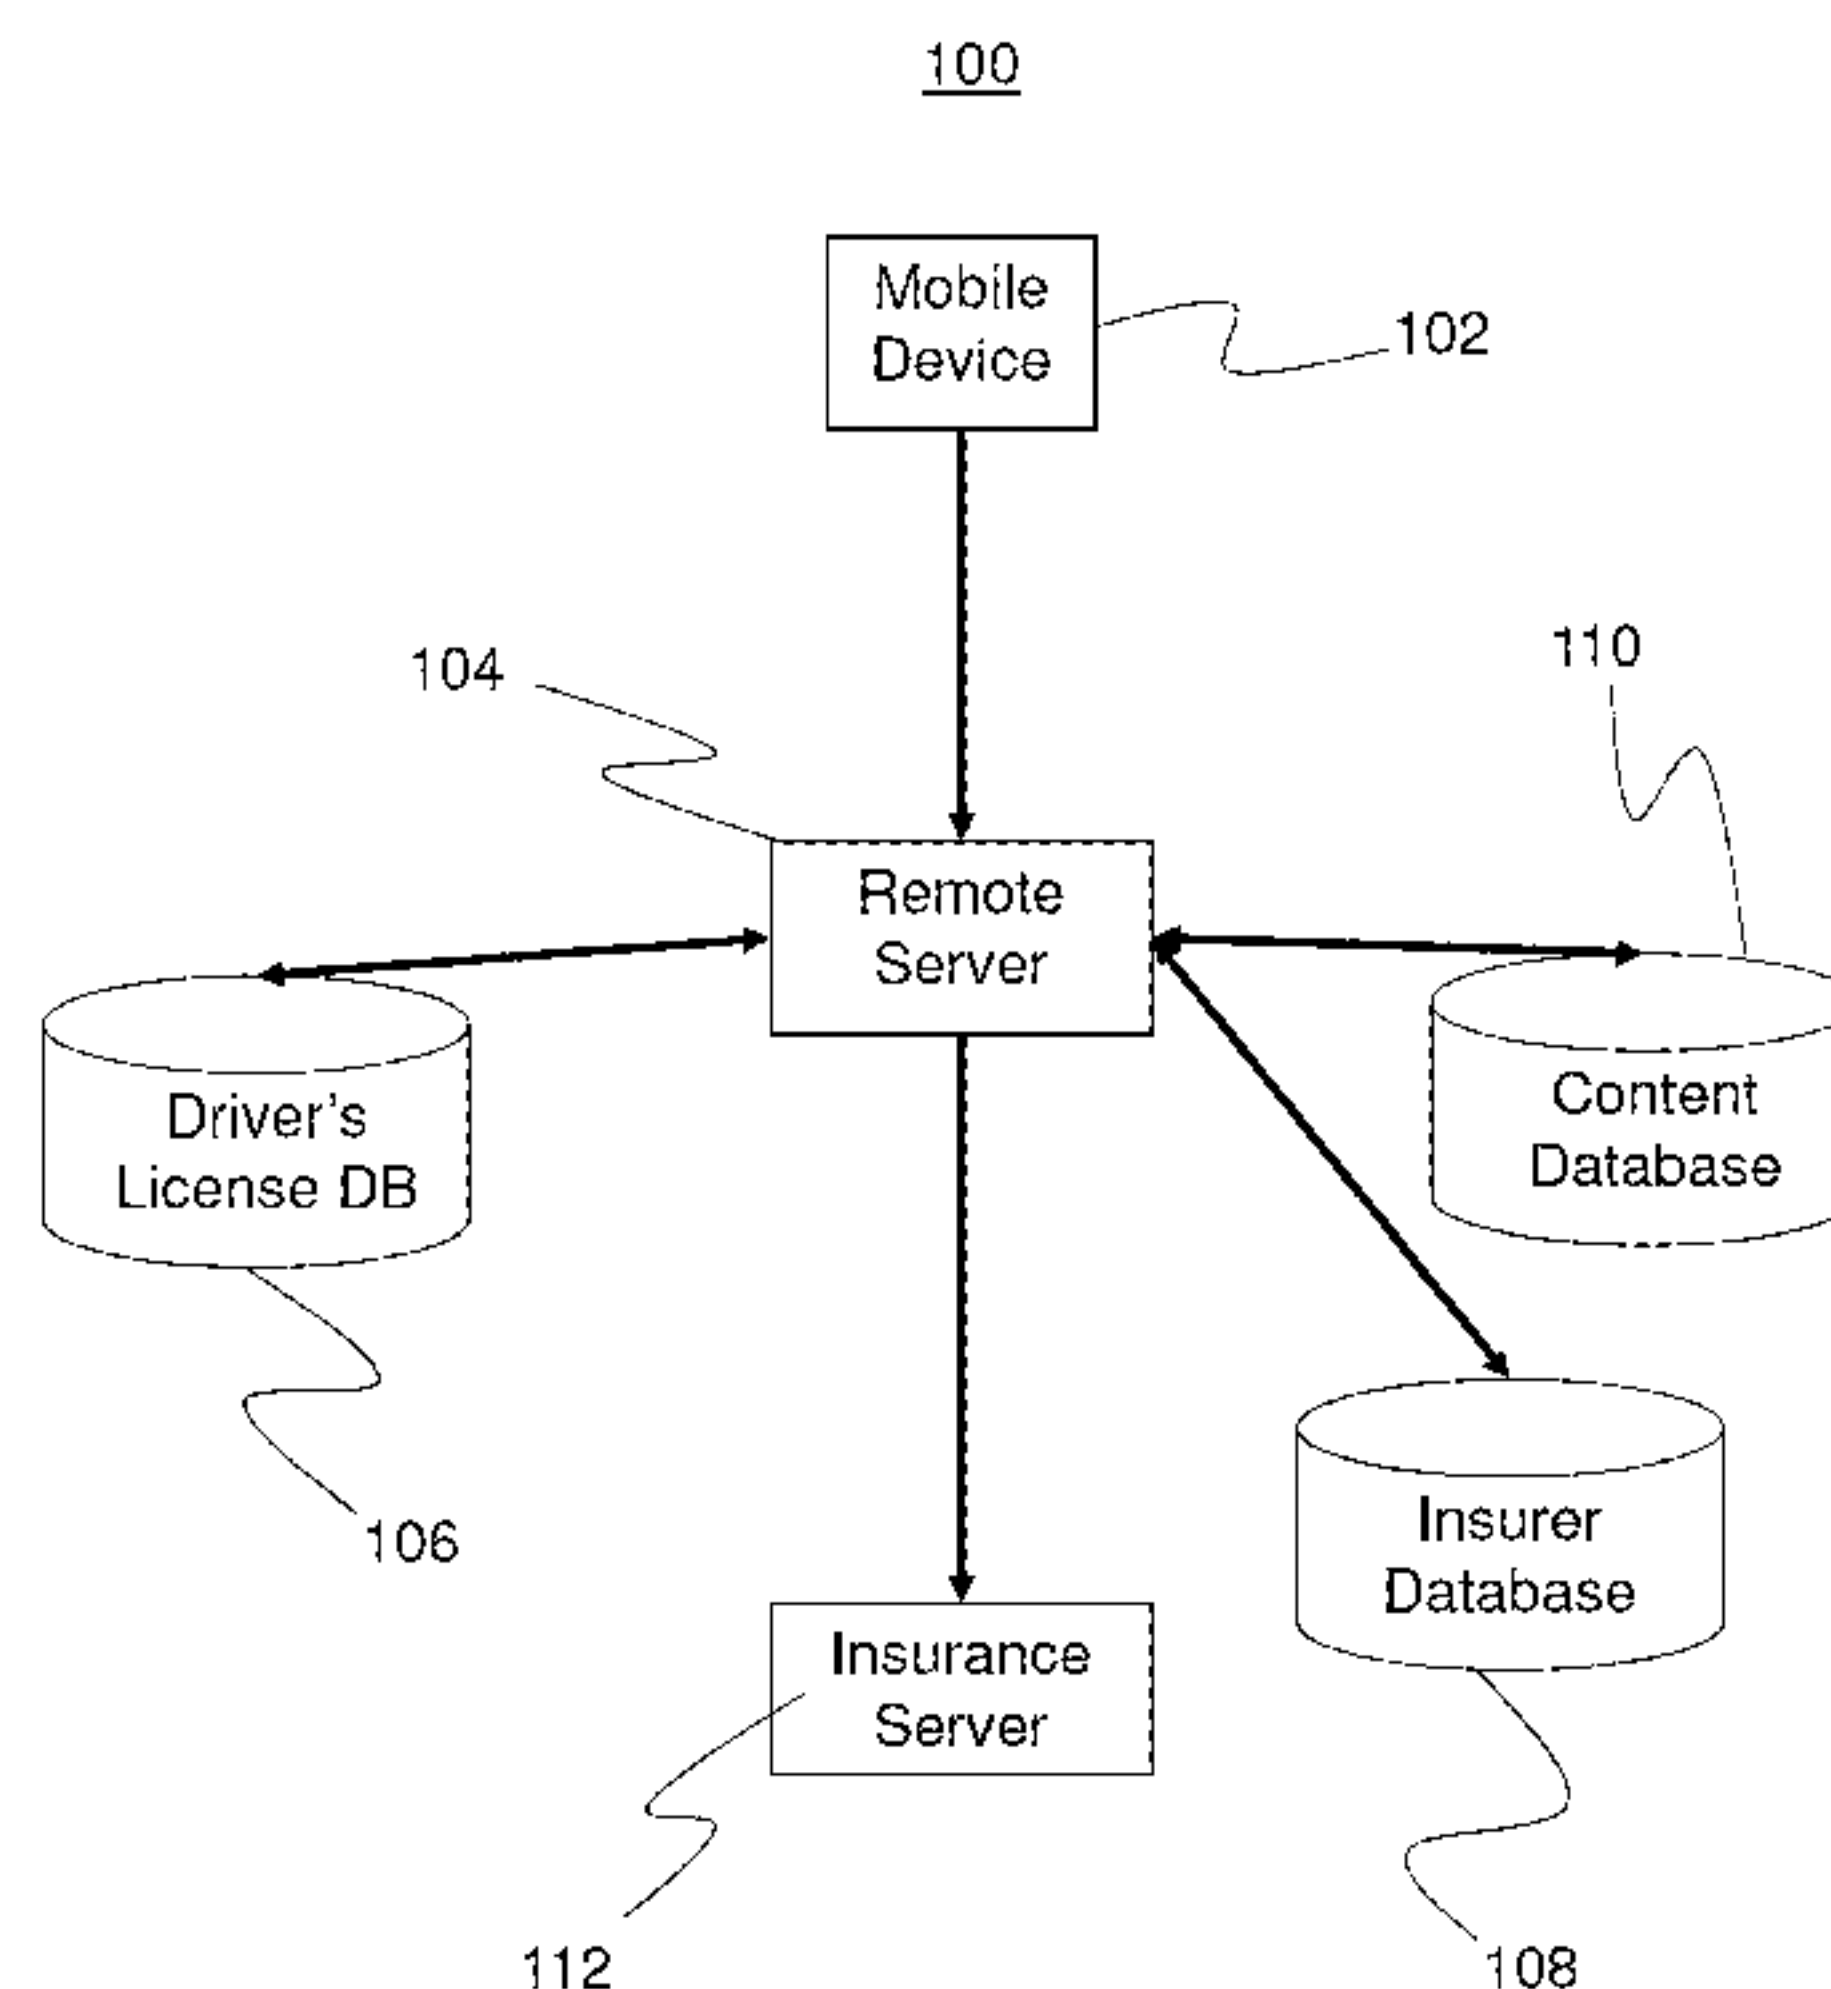 100
Mobile
Device
102
104
110
Remote
Server
Driver's
License DB
Content
Database
106
Insurer
Database
Insurance
Server
112
108